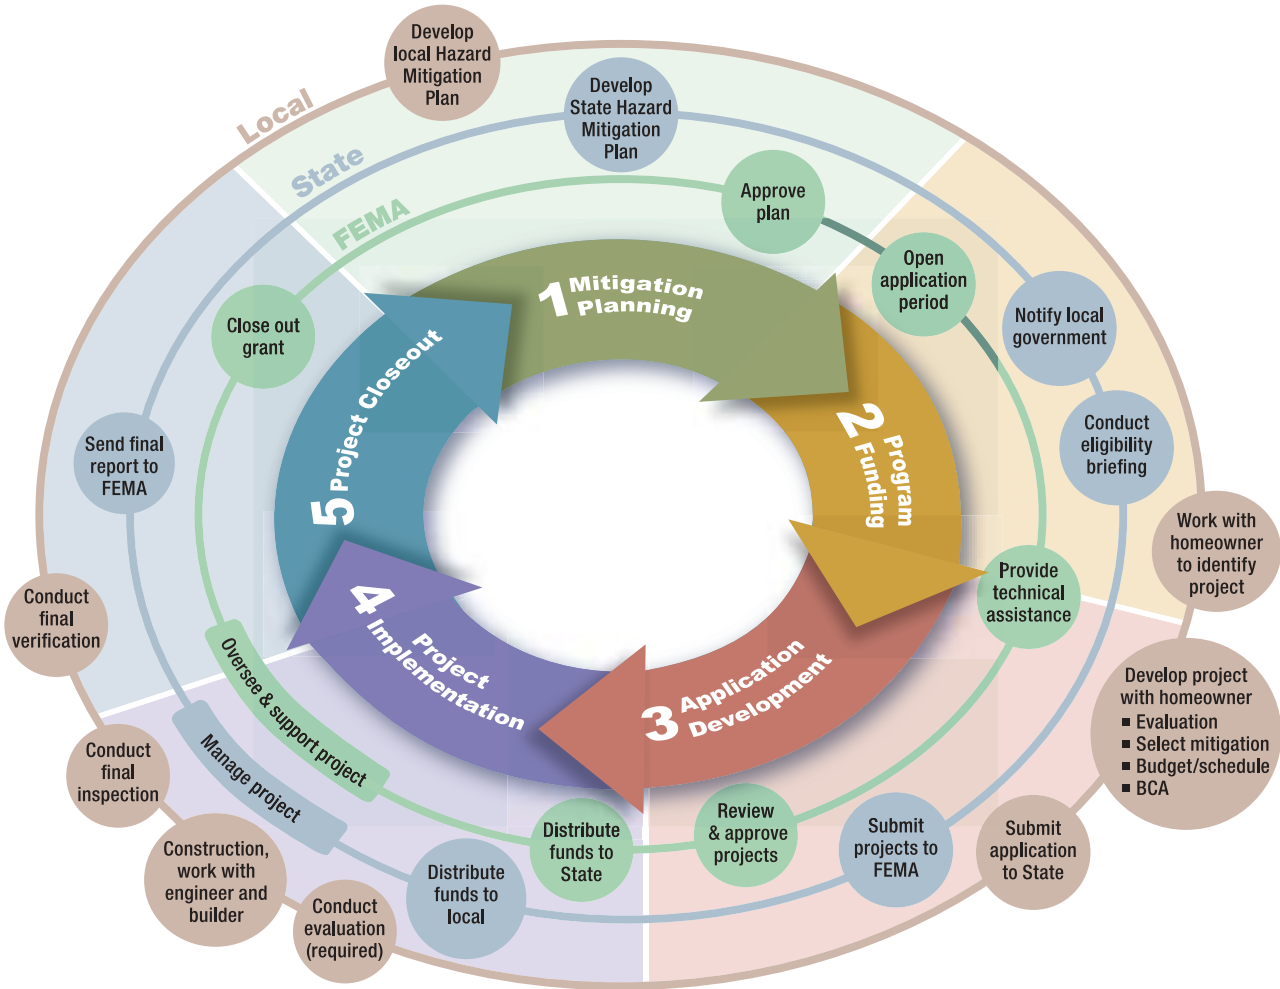 Develop
local Hazard
Mitigation
Plan
Develop
State Hazard
Mitigation
Plan
Local
State
FEMA
Approve
plan
Open
application
period
Notify local
government
Conduct
eligibility
briefing
Work with
homeowner
to identify
project
Provide
technical
assistance
Develop project
with homeowner
▪ Evaluation
▪ Select mitigation
▪ Budget/schedule
▪ BCA
Submit
application
to State
Submit
projects to
FEMA
Review
& approve
projects
Distribute
funds to
State
Distribute
funds to
local
Conduct
evaluation
(required)
Construction,
work with
engineer and
builder
Manage project
Oversee & support project
Conduct
final
inspection
Conduct
final
verification
Send final
report to
FEMA
Close out
grant
1 Mitigation
Planning
2 Program
Funding
3 Application
Development
4 Project
Implementation
5 Project Closeout